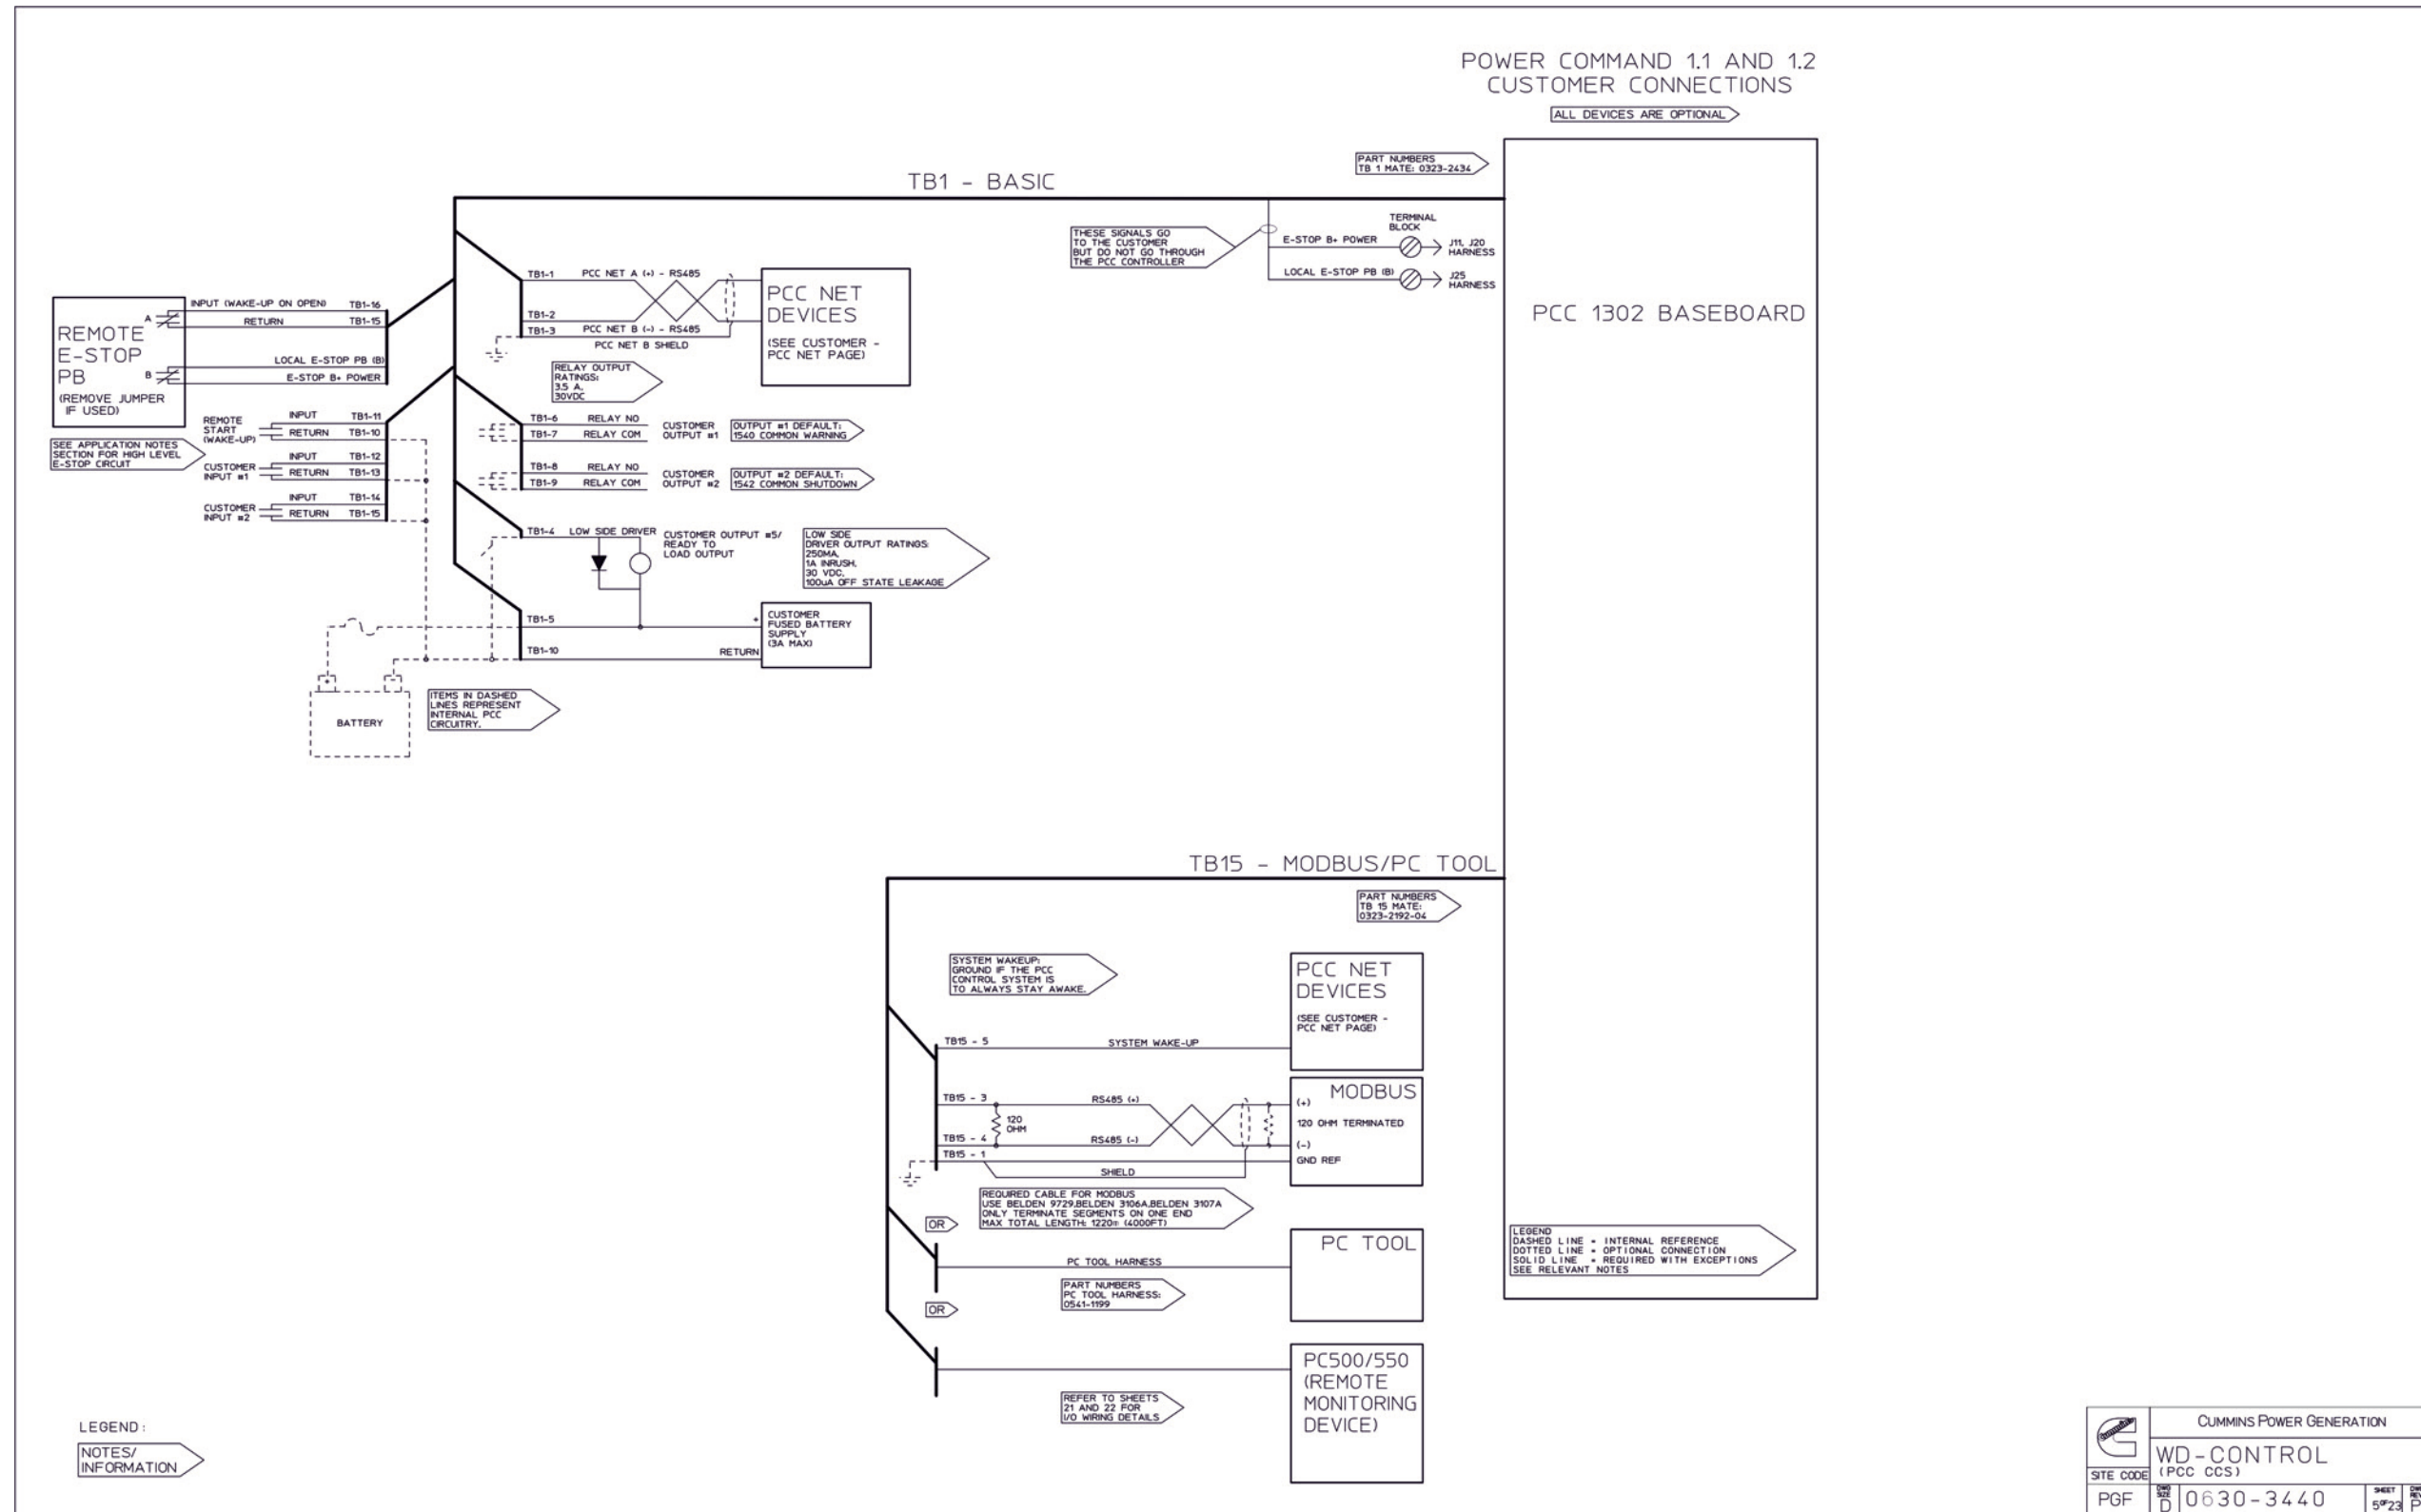 POWER COMMAND 1.1 AND 1.2
CUSTOMER CONNECTIONS
ALL DEVICES ARE OPTIONAL
TB1 - BASIC
PART NUMBERS
TB 1 MATE: 0323-2434
THESE SIGNALS GO
TO THE CUSTOMER
BUT DO NOT GO THROUGH
THE PCC CONTROLLER
TERMINAL
BLOCK
E-STOP B+ POWER
J11, J20
HARNESS
LOCAL E-STOP PB (B)
J25
HARNESS
PCC 1302 BASEBOARD
REMOTE
E-STOP
PB
(REMOVE JUMPER
IF USED)
A
B
INPUT (WAKE-UP ON OPEN) TB1-16
RETURN TB1-15
LOCAL E-STOP PB (B)
E-STOP B+ POWER
SEE APPLICATION NOTES
SECTION FOR HIGH LEVEL
E-STOP CIRCUIT
REMOTE
START
(WAKE-UP)
INPUT TB1-11
RETURN TB1-10
CUSTOMER
INPUT #1
INPUT TB1-12
RETURN TB1-13
CUSTOMER
INPUT #2
INPUT TB1-14
RETURN TB1-15
TB1-1 PCC NET A (+) - RS485
TB1-2
TB1-3 PCC NET B (-) - RS485
PCC NET B SHIELD
PCC NET
DEVICES
(SEE CUSTOMER -
PCC NET PAGE)
RELAY OUTPUT
RATINGS:
3.5 A,
30VDC
TB1-6 RELAY NO
TB1-7 RELAY COM
CUSTOMER
OUTPUT #1
OUTPUT #1 DEFAULT:
1540 COMMON WARNING
TB1-8 RELAY NO
TB1-9 RELAY COM
CUSTOMER
OUTPUT #2
OUTPUT #2 DEFAULT:
1542 COMMON SHUTDOWN
TB1-4 LOW SIDE DRIVER
CUSTOMER OUTPUT #5/
READY TO
LOAD OUTPUT
LOW SIDE
DRIVER OUTPUT RATINGS:
250MA,
1A INRUSH,
30 VDC,
100uA OFF STATE LEAKAGE
TB1-5
TB1-10
+
RETURN
CUSTOMER
FUSED BATTERY
SUPPLY
(3A MAX)
+
-
BATTERY
ITEMS IN DASHED
LINES REPRESENT
INTERNAL PCC
CIRCUITRY.
TB15 - MODBUS/PC TOOL
PART NUMBERS
TB 15 MATE:
0323-2192-04
SYSTEM WAKEUP:
GROUND IF THE PCC
CONTROL SYSTEM IS
TO ALWAYS STAY AWAKE.
PCC NET
DEVICES
(SEE CUSTOMER -
PCC NET PAGE)
TB15 - 5 SYSTEM WAKE-UP
TB15 - 3 RS485 (+)
120
OHM
TB15 - 4 RS485 (-)
TB15 - 1
SHIELD
MODBUS
(+)
120 OHM TERMINATED
(-)
GND REF
REQUIRED CABLE FOR MODBUS
USE BELDEN 9729,BELDEN 3106A,BELDEN 3107A
ONLY TERMINATE SEGMENTS ON ONE END
MAX TOTAL LENGTH: 1220m (4000FT)
OR
PC TOOL HARNESS
PC TOOL
PART NUMBERS
PC TOOL HARNESS:
0541-1199
OR
PC500/550
(REMOTE
MONITORING
DEVICE)
REFER TO SHEETS
21 AND 22 FOR
I/O WIRING DETAILS
LEGEND
DASHED LINE = INTERNAL REFERENCE
DOTTED LINE = OPTIONAL CONNECTION
SOLID LINE = REQUIRED WITH EXCEPTIONS
SEE RELEVANT NOTES
LEGEND:
NOTES/
INFORMATION
Cummins
CUMMINS POWER GENERATION
WD-CONTROL
(PCC CCS)
SITE CODE
PGF
DWG
SIZE
D
0630-3440
SHEET
5 OF 23